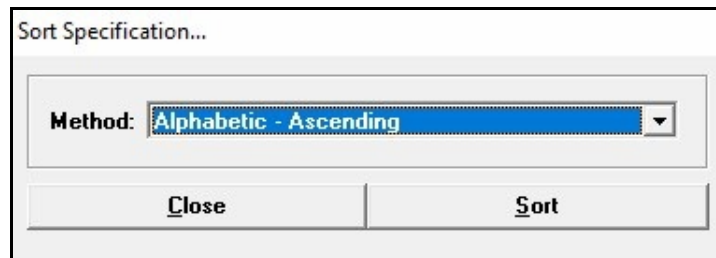 Sort Specification...
Method: Alphabetic - Ascending
Close Sort